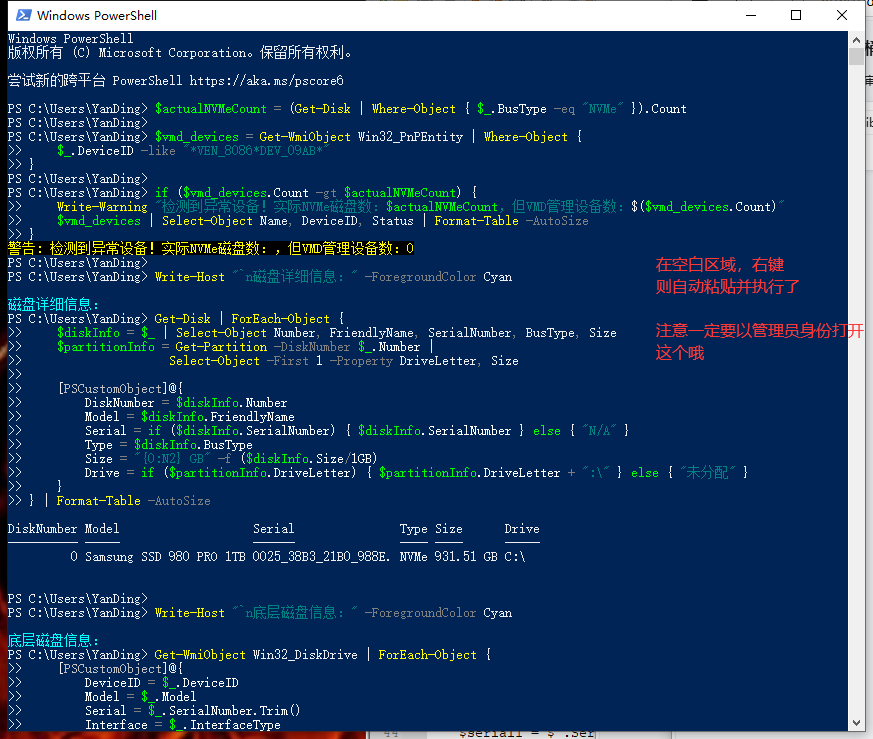 Windows PowerShell
Windows PowerShell
版权所有 (C) Microsoft Corporation。保留所有权利。
尝试新的跨平台 PowerShell https://aka.ms/pscore6
PS C:\Users\YanDing> $actualNVMeCount = (Get-Disk | Where-Object { $_.BusType -eq "NVMe" }).Count
PS C:\Users\YanDing>
PS C:\Users\YanDing> $vmd_devices = Get-WmiObject Win32_PnPEntity | Where-Object {
>>     $_.DeviceID -like "*VEN_8086*DEV_09AB*"
>> }
PS C:\Users\YanDing>
PS C:\Users\YanDing> if ($vmd_devices.Count -gt $actualNVMeCount) {
>>     Write-Warning "检测到异常设备！实际NVMe磁盘数：$actualNVMeCount，但VMD管理设备数：$($vmd_devices.Count)"
>>     $vmd_devices | Select-Object Name, DeviceID, Status | Format-Table -AutoSize
>> }
警告: 检测到异常设备！实际NVMe磁盘数：，但VMD管理设备数：0
PS C:\Users\YanDing>
PS C:\Users\YanDing> Write-Host "`n磁盘详细信息：" -ForegroundColor Cyan
在空白区域，右键
则自动粘贴并执行了
注意一定要以管理员身份打开
这个哦
磁盘详细信息：
PS C:\Users\YanDing> Get-Disk | ForEach-Object {
>>     $diskInfo = $_ | Select-Object Number, FriendlyName, SerialNumber, BusType, Size
>>     $partitionInfo = Get-Partition -DiskNumber $_.Number |
>>                     Select-Object -First 1 -Property DriveLetter, Size
>>
>>     [PSCustomObject]@{
>>         DiskNumber = $diskInfo.Number
>>         Model = $diskInfo.FriendlyName
>>         Serial = if ($diskInfo.SerialNumber) { $diskInfo.SerialNumber } else { "N/A" }
>>         Type = $diskInfo.BusType
>>         Size = "{0:N2} GB" -f ($diskInfo.Size/1GB)
>>         Drive = if ($partitionInfo.DriveLetter) { $partitionInfo.DriveLetter + ":\" } else { "未分配" }
>>     }
>> } | Format-Table -AutoSize
DiskNumber Model Serial Type Size Drive
0 Samsung SSD 980 PRO 1TB 0025_38B3_21B0_988E. NVMe 931.51 GB C:\
PS C:\Users\YanDing>
PS C:\Users\YanDing> Write-Host "`n底层磁盘信息：" -ForegroundColor Cyan
底层磁盘信息：
PS C:\Users\YanDing> Get-WmiObject Win32_DiskDrive | ForEach-Object {
>>     [PSCustomObject]@{
>>         DeviceID = $_.DeviceID
>>         Model = $_.Model
>>         Serial = $_.SerialNumber.Trim()
>>         Interface = $_.InterfaceType